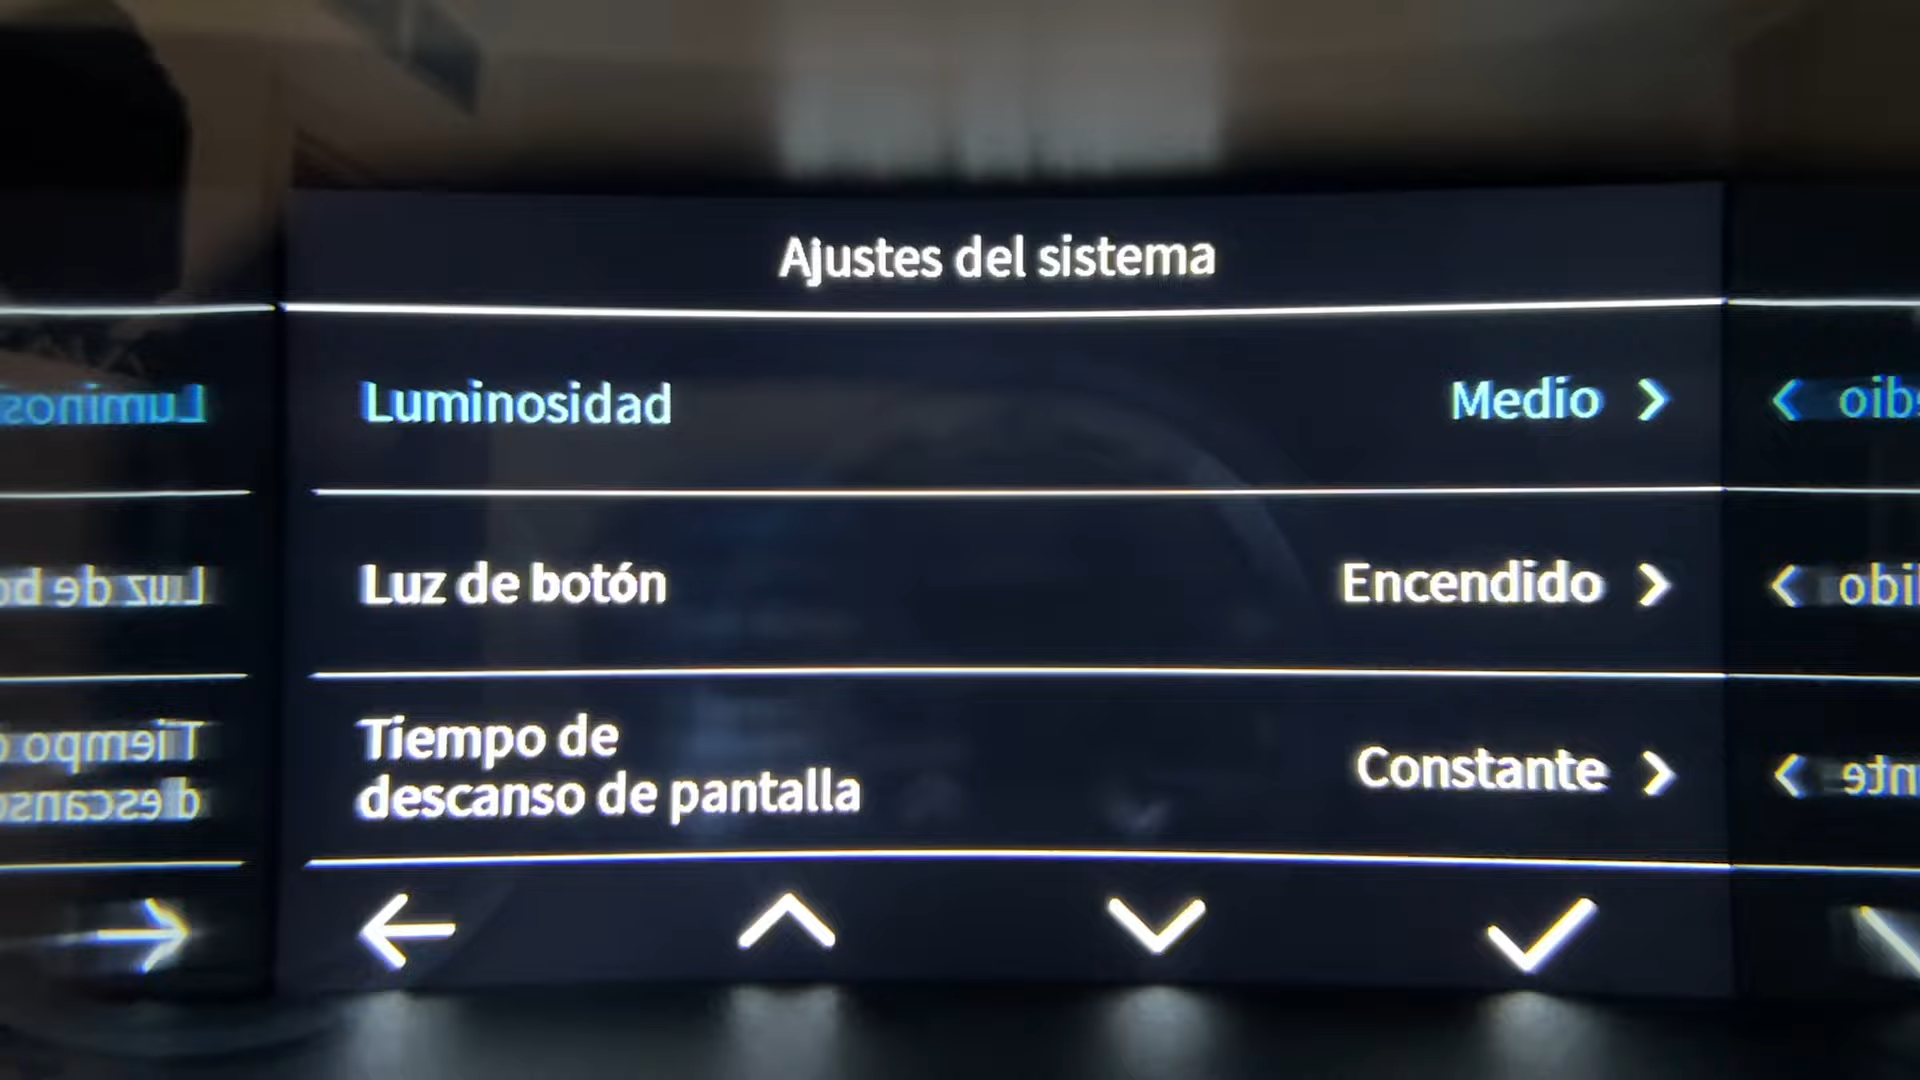 Ajustes del sistema
Luminosidad Medio
Luz de botón Encendido
Tiempo de
descanso de pantalla Constante